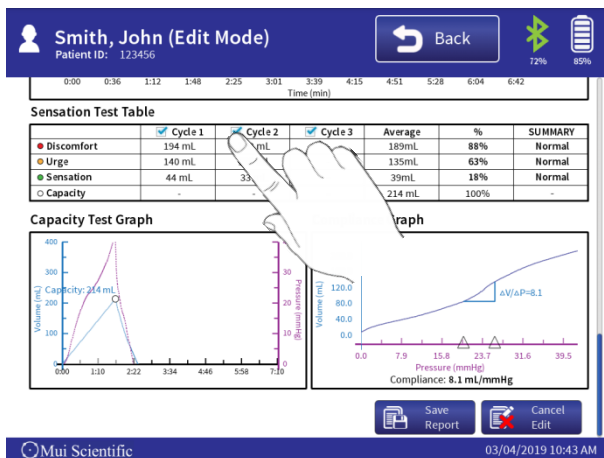 Smith, John (Edit Mode)
Patient ID: 123456
Back
72%
85%
0:00 0:36 1:12 1:48 2:25 3:01 3:39 4:15 4:51 5:28 6:04 6:42
Time (min)
Sensation Test Table
Cycle 1 Cycle 2 Cycle 3 Average % SUMMARY
Discomfort 194 mL mL 189mL 88% Normal
Urge 140 mL 135mL 63% Normal
Sensation 44 mL 33 39mL 18% Normal
Capacity - - 214 mL 100% -
Capacity Test Graph
Graph
400
300
200
100
0
Volume (mL)
Capacity: 214 mL
30
20
10
0
Pressure (mmHg)
0:00 1:10 2:22 3:34 4:46 5:58 7:10
Volume (mL)
120.0
80.0
40.0
0.0
ΔV/ΔP=8.1
0.0 7.9 15.8 23.7 31.6 39.5
Pressure (mmHg)
Compliance: 8.1 mL/mmHg
Save Report
Cancel Edit
Mui Scientific
03/04/2019 10:43 AM